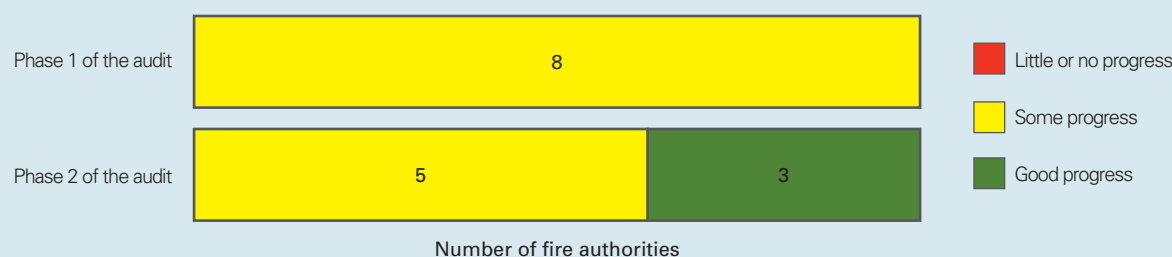 Phase 1 of the audit
8
Little or no progress
Some progress
Phase 2 of the audit
5
3
Good progress
Number of fire authorities